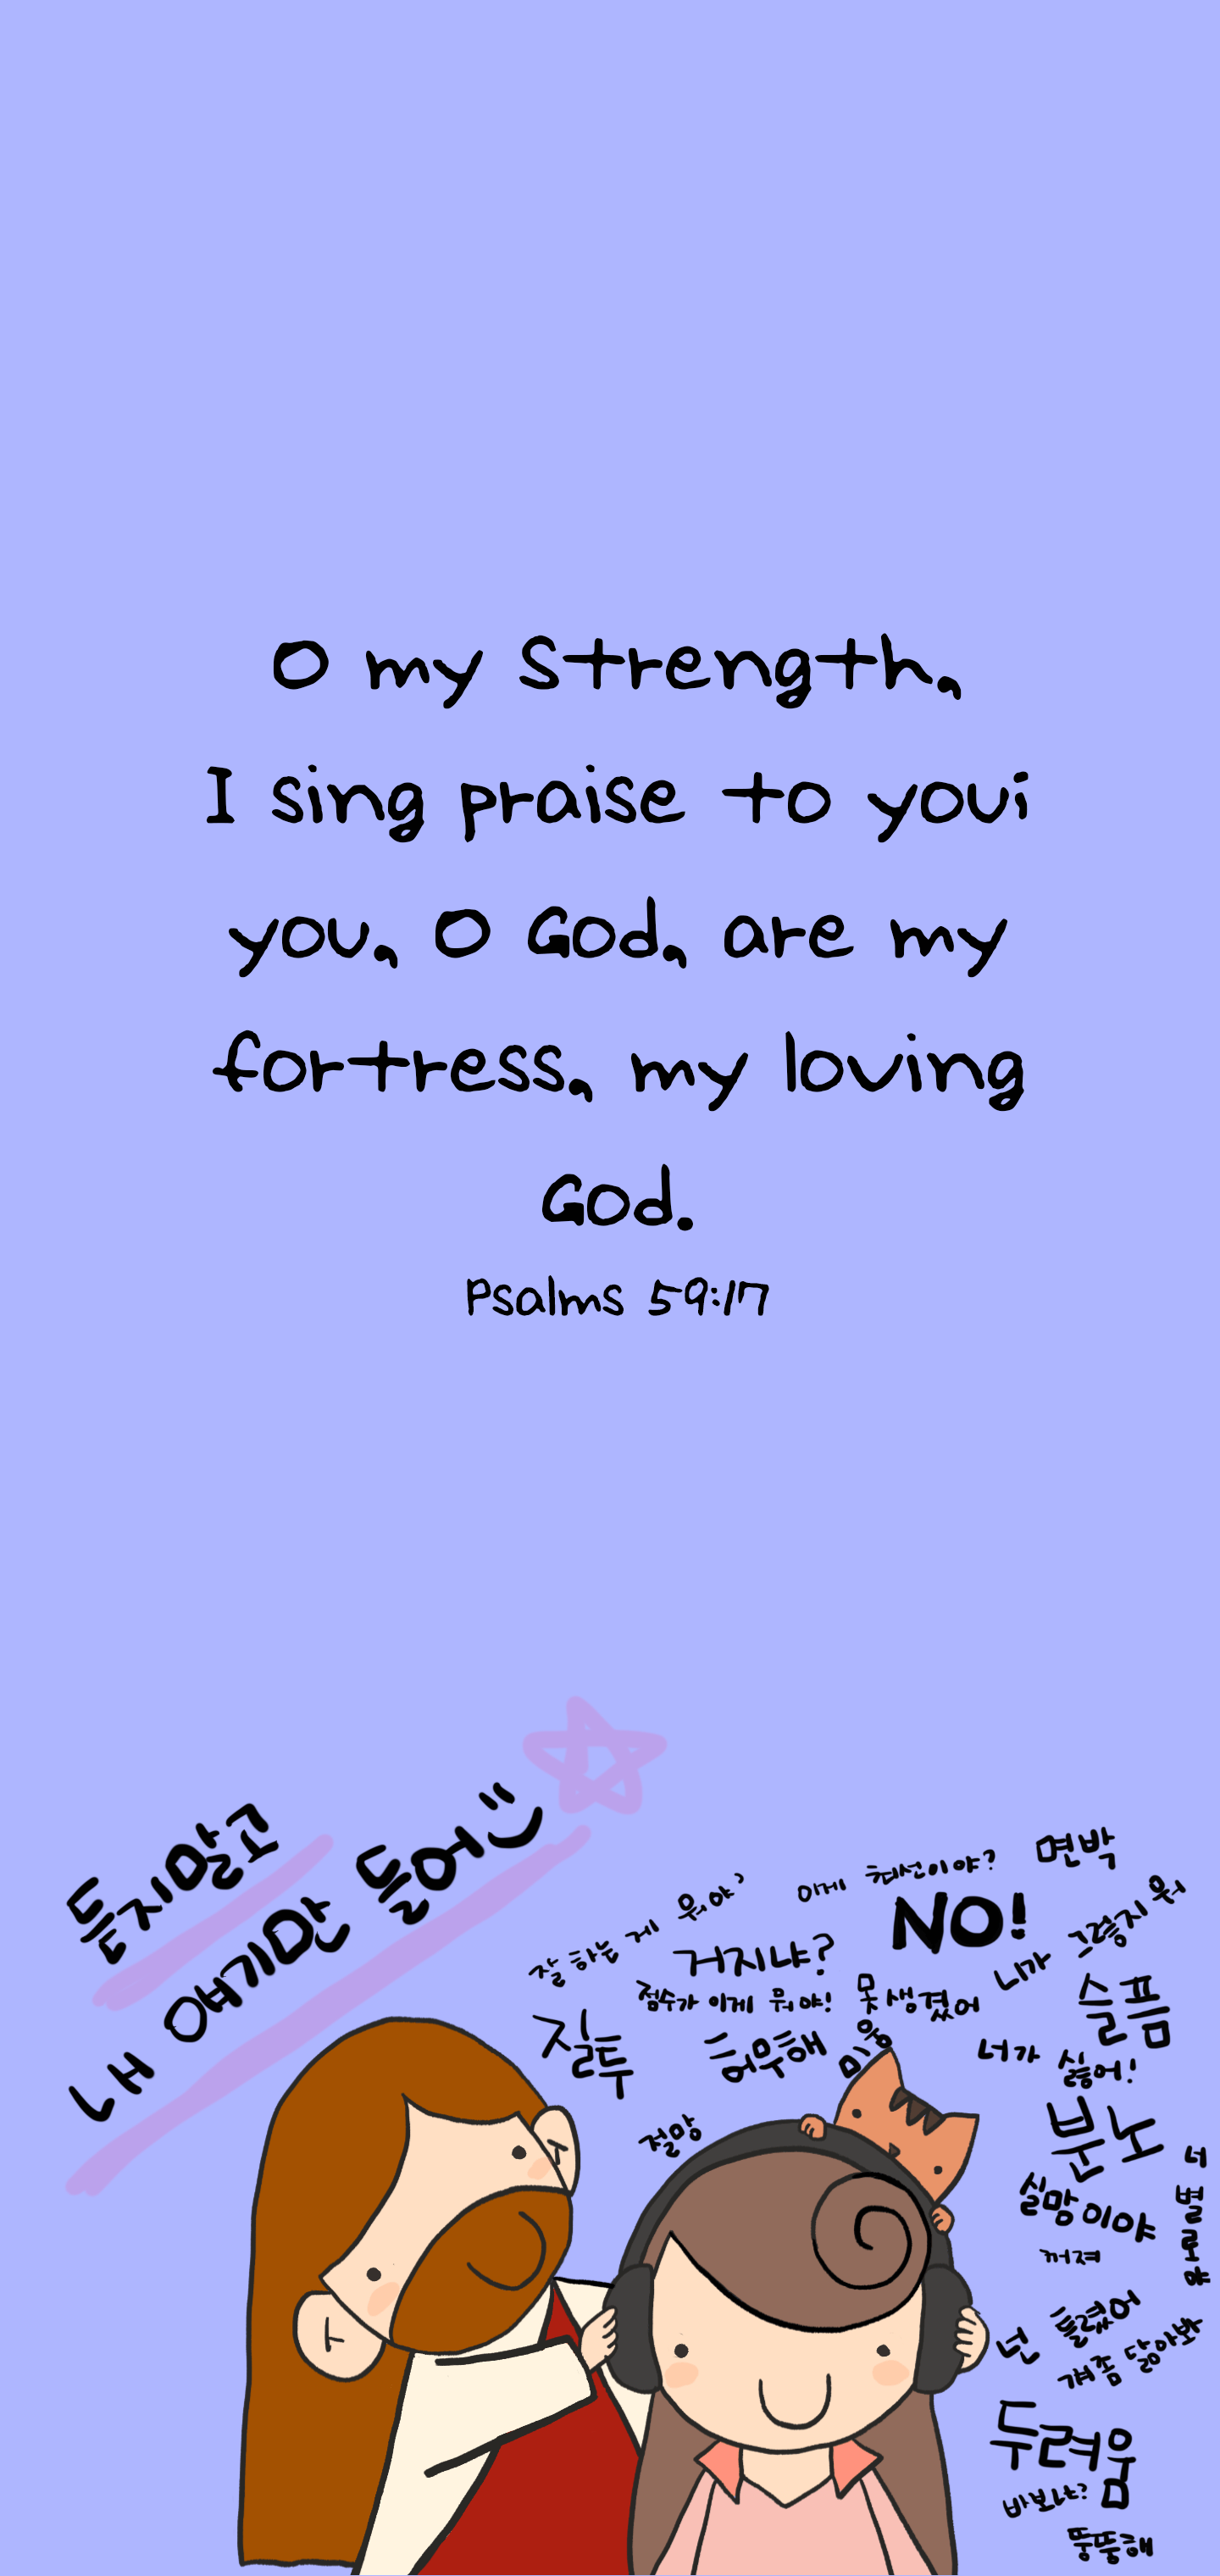 O my Strength,
I sing praise to youi
you, O God, are my
fortress, my loving
God.
Psalms 59:17
듣지말고
내 얘기만 들어
잘 하는 게 뭐야?
이게 최선이야?
면박
NO!
거지냐?
니가 그렇지 뭐
점수가 이게 뭐야!
못생겼어
슬픔
질투
허무해
미움
너가 싫어!
절망
분노
너 별로야
실망이야
꺼져
넌 틀렸어
걔좀 닮아봐
두려움
바보냐?
뚱뚱해